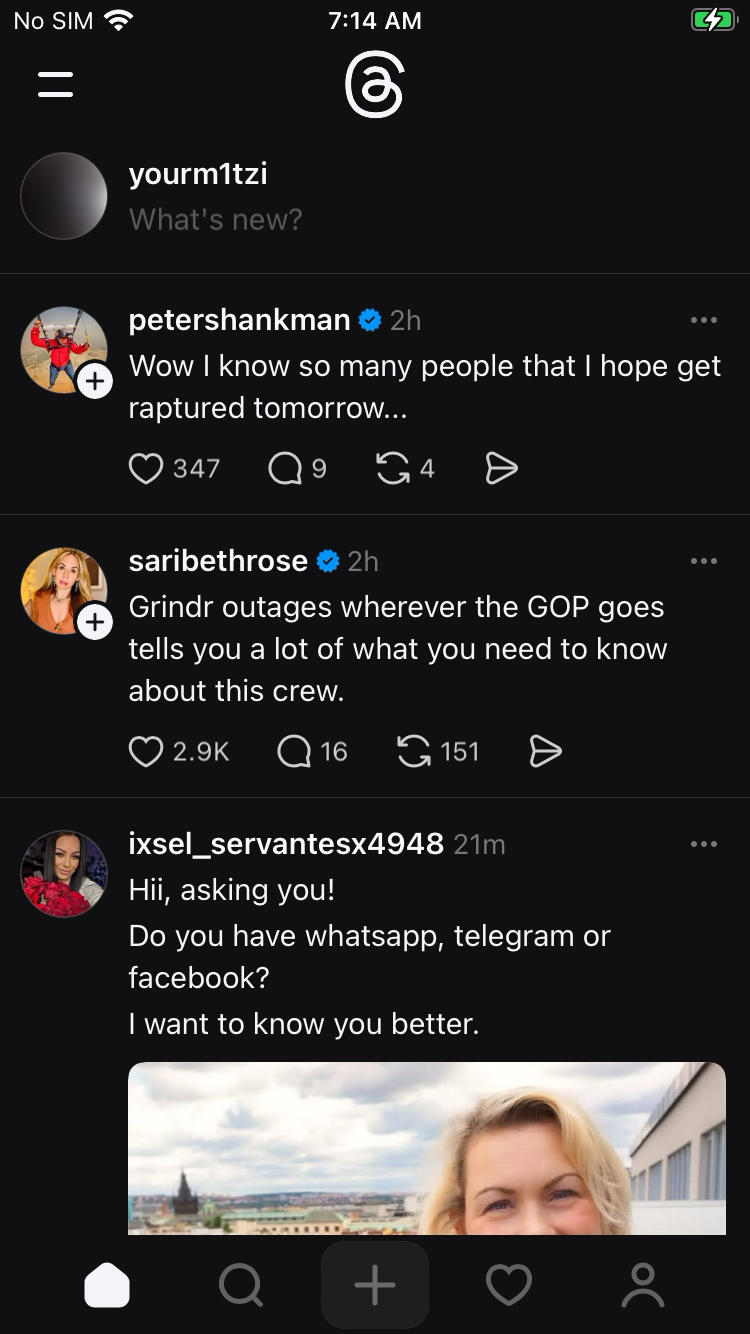 No SIM
7:14 AM
yourm1tzi
What's new?
petershankman 2h
Wow I know so many people that I hope get
raptured tomorrow...
347 9 4
saribethrose 2h
Grindr outages wherever the GOP goes
tells you a lot of what you need to know
about this crew.
2.9K 16 151
ixsel_servantesx4948 21m
Hii, asking you!
Do you have whatsapp, telegram or
facebook?
I want to know you better.